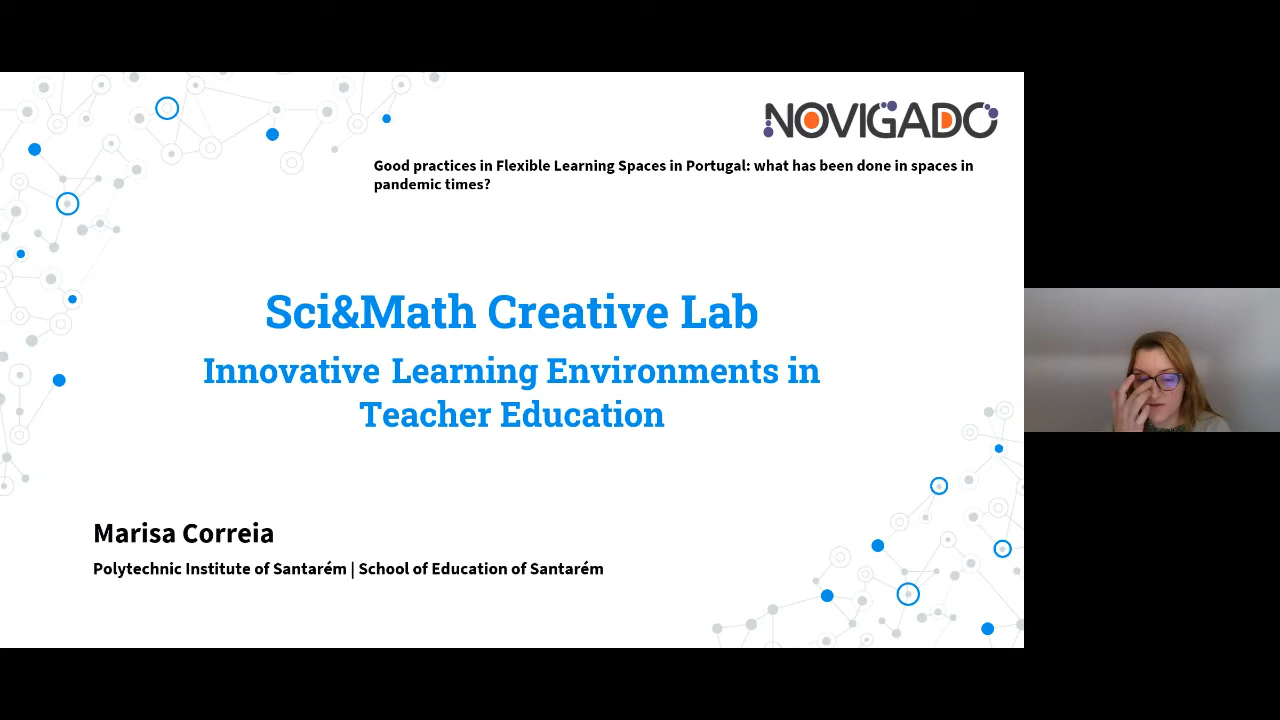 NOVIGADO
Good practices in Flexible Learning Spaces in Portugal: what has been done in spaces in
pandemic times?
Sci&Math Creative Lab
Innovative Learning Environments in
Teacher Education
Marisa Correia
Polytechnic Institute of Santarém | School of Education of Santarém